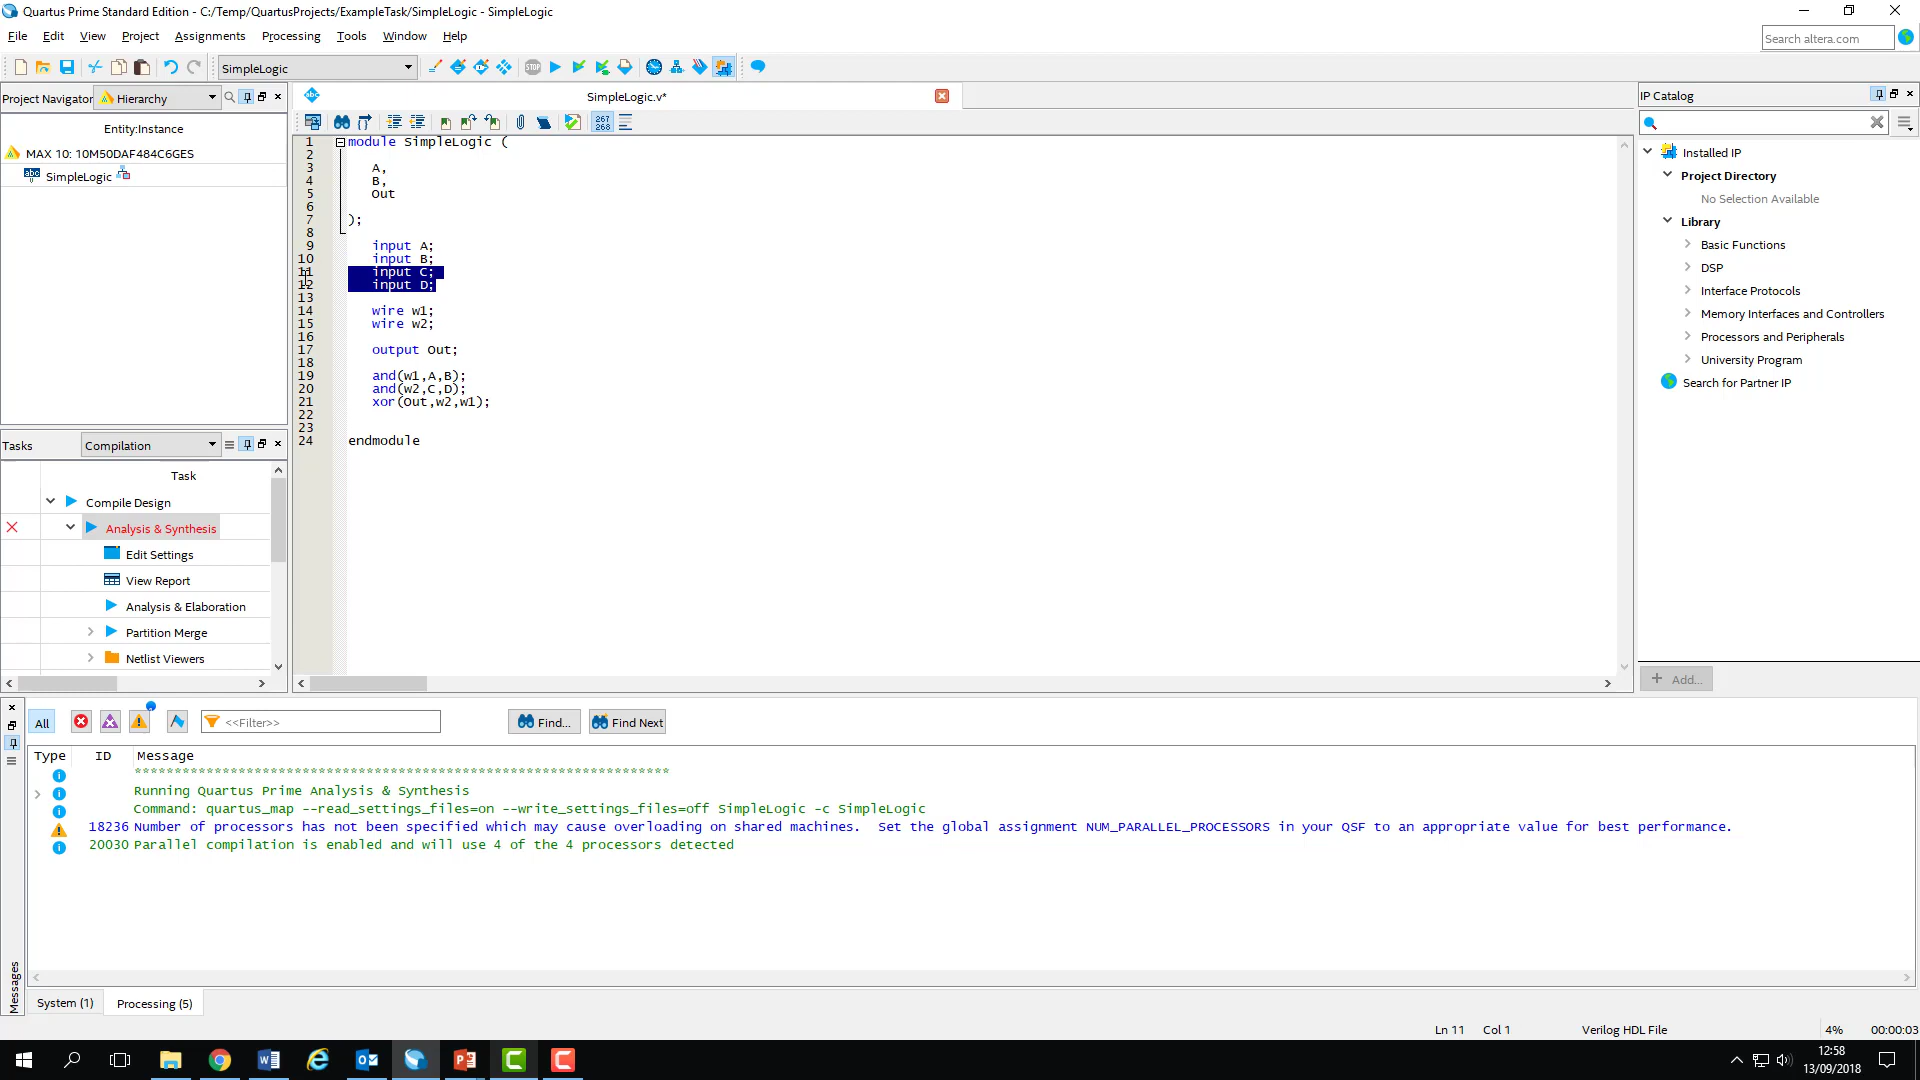 Quartus Prime Standard Edition - C:/Temp/QuartusProjects/ExampleTask/SimpleLogic - SimpleLogic
File Edit View Project Assignments Processing Tools Window Help
Search altera.com
SimpleLogic
STOP
Project Navigator Hierarchy
Entity:Instance
MAX 10: 10M50DAF484C6GES
abc SimpleLogic
Tasks Compilation
Task
Compile Design
Analysis & Synthesis
Edit Settings
View Report
Analysis & Elaboration
Partition Merge
Netlist Viewers
abc SimpleLogic.v*
267
268
1 module SimpleLogic (
2
3 A,
4 B,
5 Out
6
7 );
8
9 input A;
10 input B;
11 input C;
12 input D;
13
14 wire w1;
15 wire w2;
16
17 output Out;
18
19 and(w1,A,B);
20 and(w2,C,D);
21 xor(Out,w2,w1);
22
23
24 endmodule
IP Catalog
Installed IP
Project Directory
No Selection Available
Library
Basic Functions
DSP
Interface Protocols
Memory Interfaces and Controllers
Processors and Peripherals
University Program
Search for Partner IP
+ Add...
All <<Filter>> Find... Find Next
Type ID Message
*******************************************************************
Running Quartus Prime Analysis & Synthesis
Command: quartus_map --read_settings_files=on --write_settings_files=off SimpleLogic -c SimpleLogic
18236 Number of processors has not been specified which may cause overloading on shared machines.  Set the global assignment NUM_PARALLEL_PROCESSORS in your QSF to an appropriate value for best performance.
20030 Parallel compilation is enabled and will use 4 of the 4 processors detected
Messages
System (1) Processing (5)
Ln 11 Col 1 Verilog HDL File 4% 00:00:03
12:58
13/09/2018